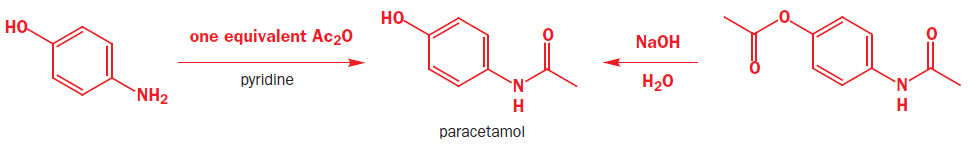 HO
NH2
one equivalent Ac2O
pyridine
HO
O
N
H
paracetamol
NaOH
H2O
O
O
O
N
H